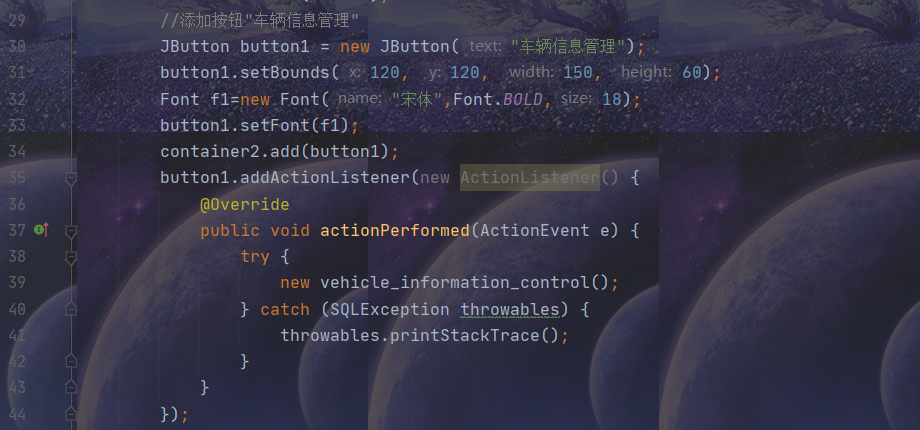 29 //添加按钮"车辆信息管理"
30 JButton button1 = new JButton( text: "车辆信息管理");
31 button1.setBounds( x: 120, y: 120, width: 150, height: 60);
32 Font f1=new Font( name: "宋体",Font.BOLD, size: 18);
33 button1.setFont(f1);
34 container2.add(button1);
35 button1.addActionListener(new ActionListener() {
36 @Override
37 public void actionPerformed(ActionEvent e) {
38 try {
39 new vehicle_information_control();
40 } catch (SQLException throwables) {
41 throwables.printStackTrace();
42 }
43 }
44 });